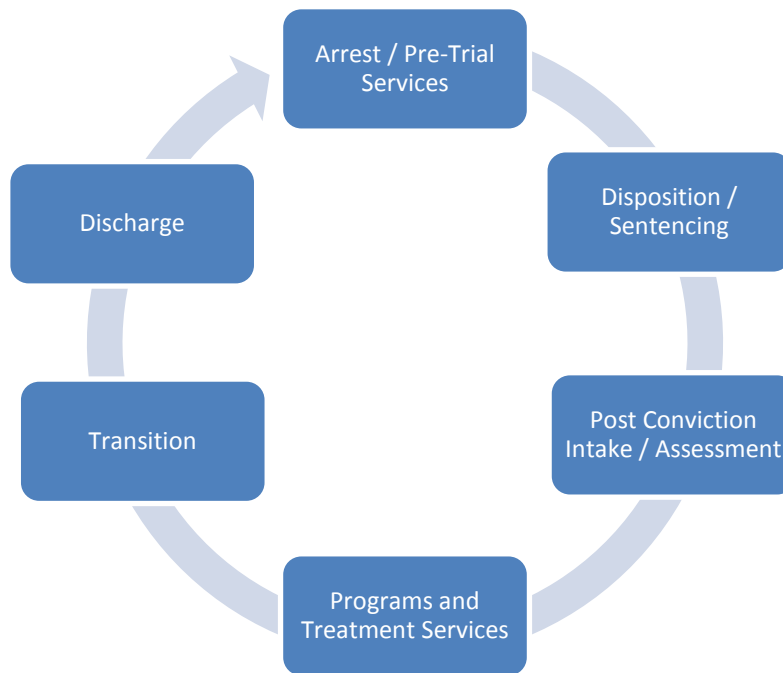 Arrest / Pre-Trial
Services
Disposition /
Sentencing
Post Conviction
Intake / Assessment
Programs and
Treatment Services
Transition
Discharge